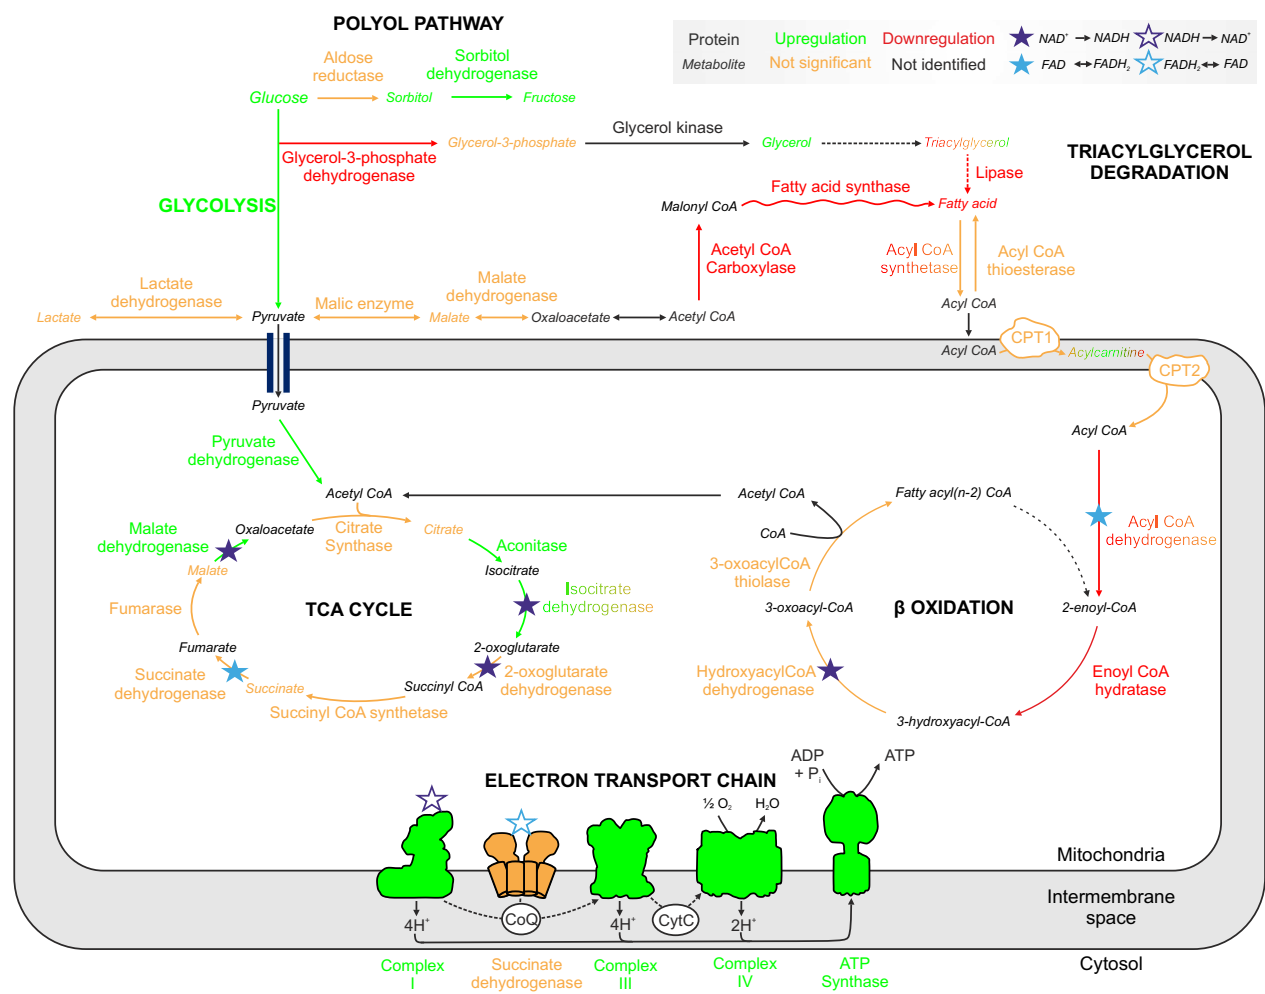 POLYOL PATHWAY
Protein Upregulation Downregulation NAD⁺ NADH NADH NAD⁺
Metabolite Not significant Not identified FAD FADH₂ FADH₂ FAD
Aldose
reductase
Sorbitol
dehydrogenase
Glucose Sorbitol Fructose
Glycerol-3-phosphate
dehydrogenase
Glycerol-3-phosphate
Glycerol kinase
Glycerol
Triacylglycerol
TRIACYLGLYCEROL
DEGRADATION
Lipase
GLYCOLYSIS
Malonyl CoA
Fatty acid synthase
Fatty acid
Acetyl CoA
Carboxylase
Acyl CoA
synthetase
Acyl CoA
thioesterase
Lactate
dehydrogenase
Malic enzyme
Malate
dehydrogenase
Lactate Pyruvate Malate Oxaloacetate Acetyl CoA
Acyl CoA
Acyl CoA
CPT1
Acylcarnitine
CPT2
Pyruvate
Acyl CoA
Pyruvate
dehydrogenase
Acetyl CoA
Acetyl CoA
Fatty acyl(n-2) CoA
Malate
dehydrogenase
Oxaloacetate
Citrate
Synthase
Citrate
CoA
Acyl CoA
dehydrogenase
Aconitase
Malate
Isocitrate
3-oxoacylCoA
thiolase
Fumarase
TCA CYCLE
Isocitrate
dehydrogenase
3-oxoacyl-CoA
β OXIDATION
2-enoyl-CoA
Fumarate
2-oxoglutarate
Succinate
dehydrogenase
Succinate
Succinyl CoA
2-oxoglutarate
dehydrogenase
HydroxyacylCoA
dehydrogenase
Enoyl CoA
hydratase
Succinyl CoA synthetase
3-hydroxyacyl-CoA
ADP
+ Pᵢ
ATP
ELECTRON TRANSPORT CHAIN
½ O₂
H₂O
Mitochondria
Intermembrane
space
4H⁺ CoQ 4H⁺ CytC 2H⁺
Cytosol
Complex
I
Succinate
dehydrogenase
Complex
III
Complex
IV
ATP
Synthase